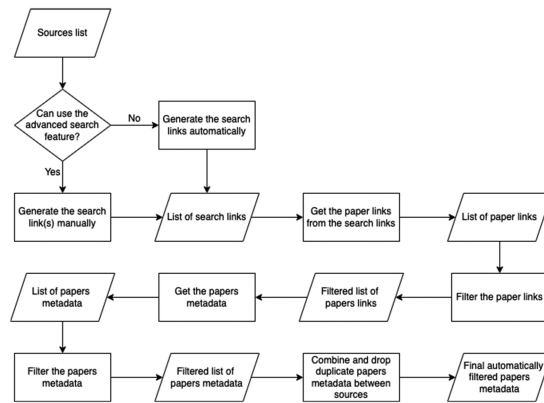 Sources list
Can use the
advanced search
feature?
No
Generate the search
links automatically
Yes
Generate the search
link(s) manually
List of search links
Get the paper links
from the search links
List of paper links
List of papers
metadata
Get the papers
metadata
Filtered list of
papers links
Filter the paper links
Filter the papers
metadata
Filtered list of
papers metadata
Combine and drop
duplicate papers
metadata between
sources
Final automatically
filtered papers
metadata